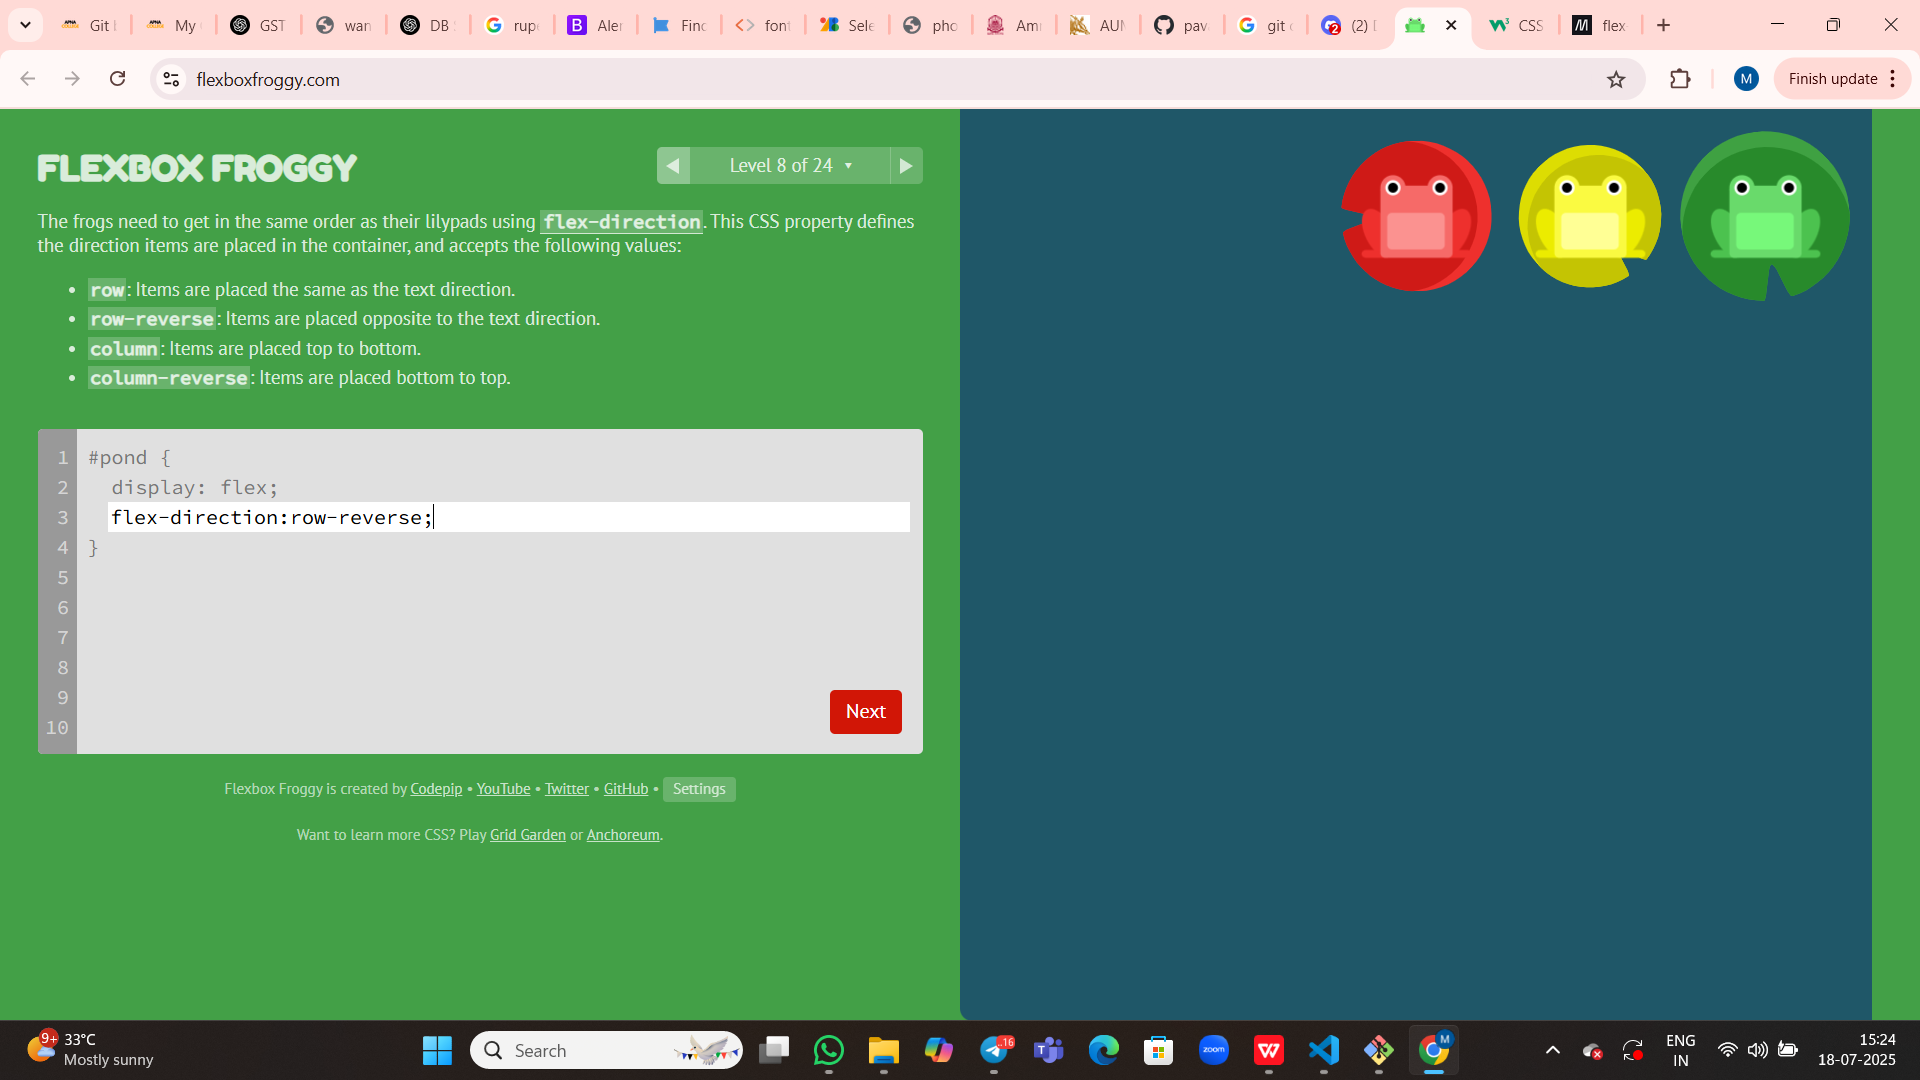 Git
My
GST
wan
DB
rup
Aler
Finc
font
Sele
pho
Am
AUM
pav
git
(2)
CSS
flex
flexboxfroggy.com
M
Finish update
FLEXBOX FROGGY
Level 8 of 24
The frogs need to get in the same order as their lilypads using flex-direction. This CSS property defines
the direction items are placed in the container, and accepts the following values:
• row: Items are placed the same as the text direction.
• row-reverse: Items are placed opposite to the text direction.
• column: Items are placed top to bottom.
• column-reverse: Items are placed bottom to top.
1 #pond {
2 display: flex;
3 flex-direction:row-reverse;
4 }
5
6
7
8
9
10
Next
Flexbox Froggy is created by Codepip • YouTube • Twitter • GitHub • Settings
Want to learn more CSS? Play Grid Garden or Anchoreum.
9+
33°C
Mostly sunny
Search
16
zoom
M
ENG
IN
15:24
18-07-2025